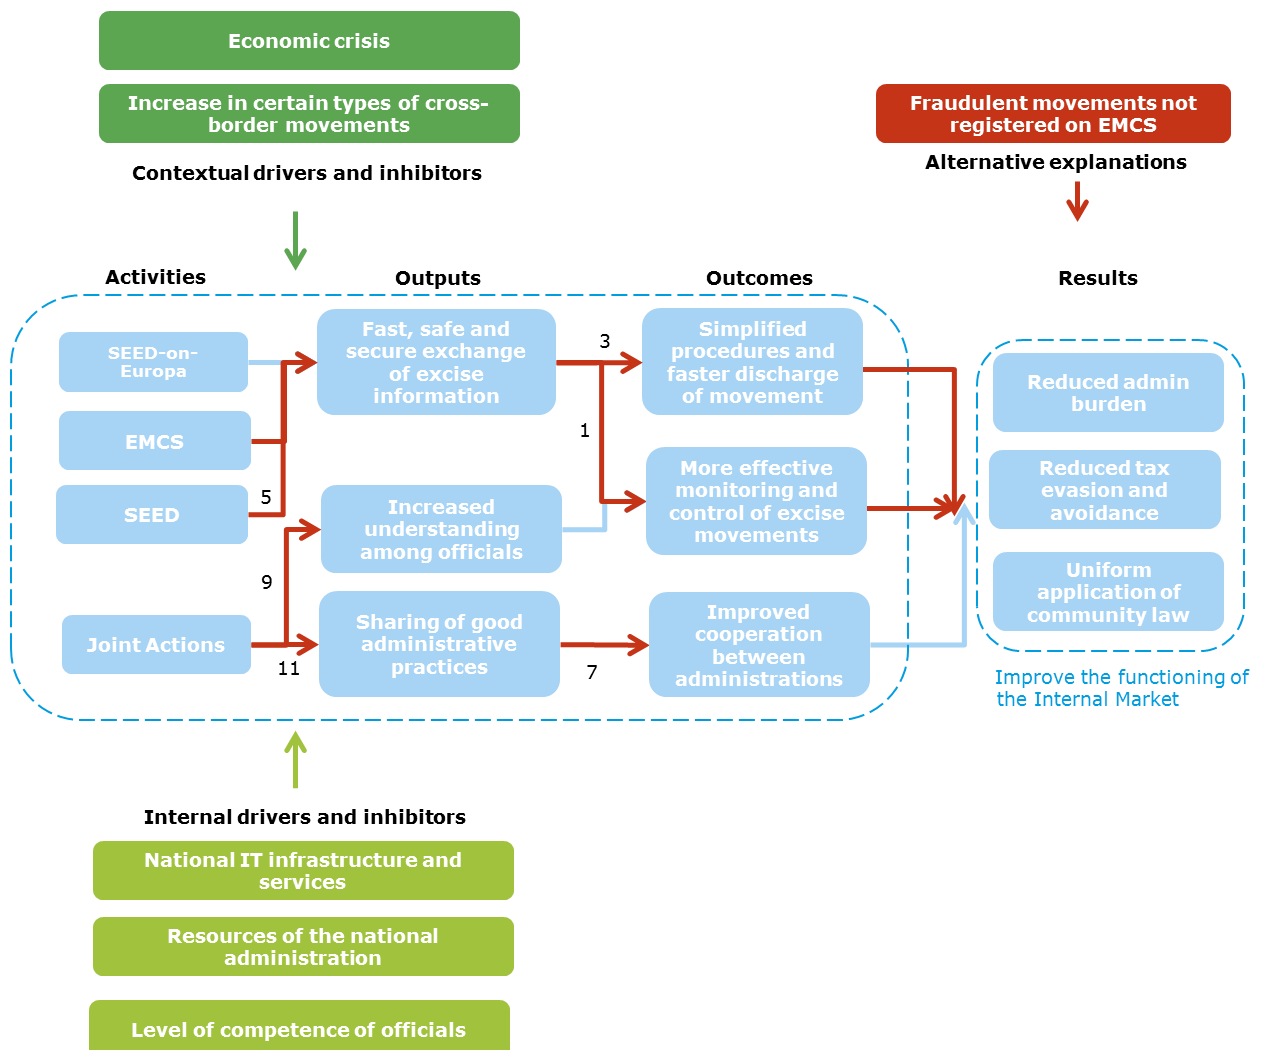 Economic crisis
Increase in certain types of cross-
border movements
Contextual drivers and inhibitors
Fraudulent movements not
registered on EMCS
Alternative explanations
Activities
Outputs
Outcomes
Results
SEED-on-
Europa
EMCS
SEED
Joint Actions
5
9
11
Fast, safe and
secure exchange
of excise
information
Increased
understanding
among officials
Sharing of good
administrative
practices
3
1
7
Simplified
procedures and
faster discharge
of movement
More effective
monitoring and
control of excise
movements
Improved
cooperation
between
administrations
Reduced admin
burden
Reduced tax
evasion and
avoidance
Uniform
application of
community law
Improve the functioning of
the Internal Market
Internal drivers and inhibitors
National IT infrastructure and
services
Resources of the national
administration
Level of competence of officials